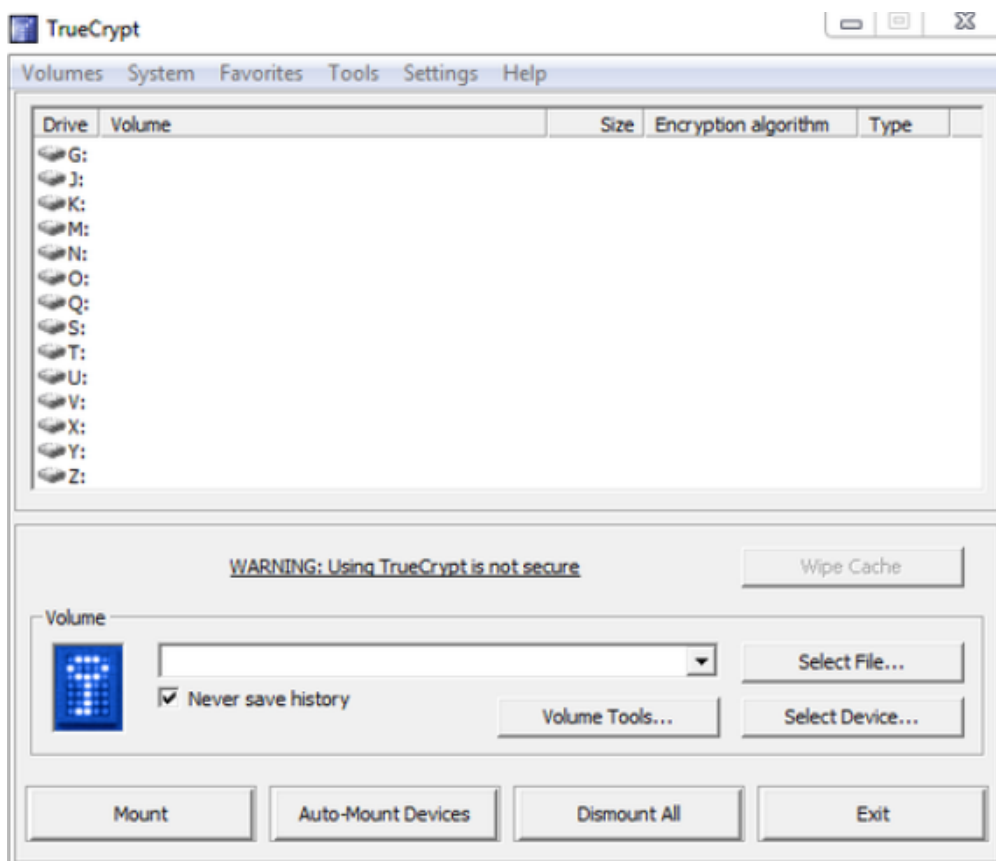 TrueCrypt
Volumes System Favorites Tools Settings Help
Drive Volume Size Encryption algorithm Type
G:
J:
K:
M:
N:
O:
Q:
S:
T:
U:
V:
X:
Y:
Z:
WARNING: Using TrueCrypt is not secure
Wipe Cache
Volume
Select File...
Never save history
Volume Tools...
Select Device...
Mount
Auto-Mount Devices
Dismount All
Exit